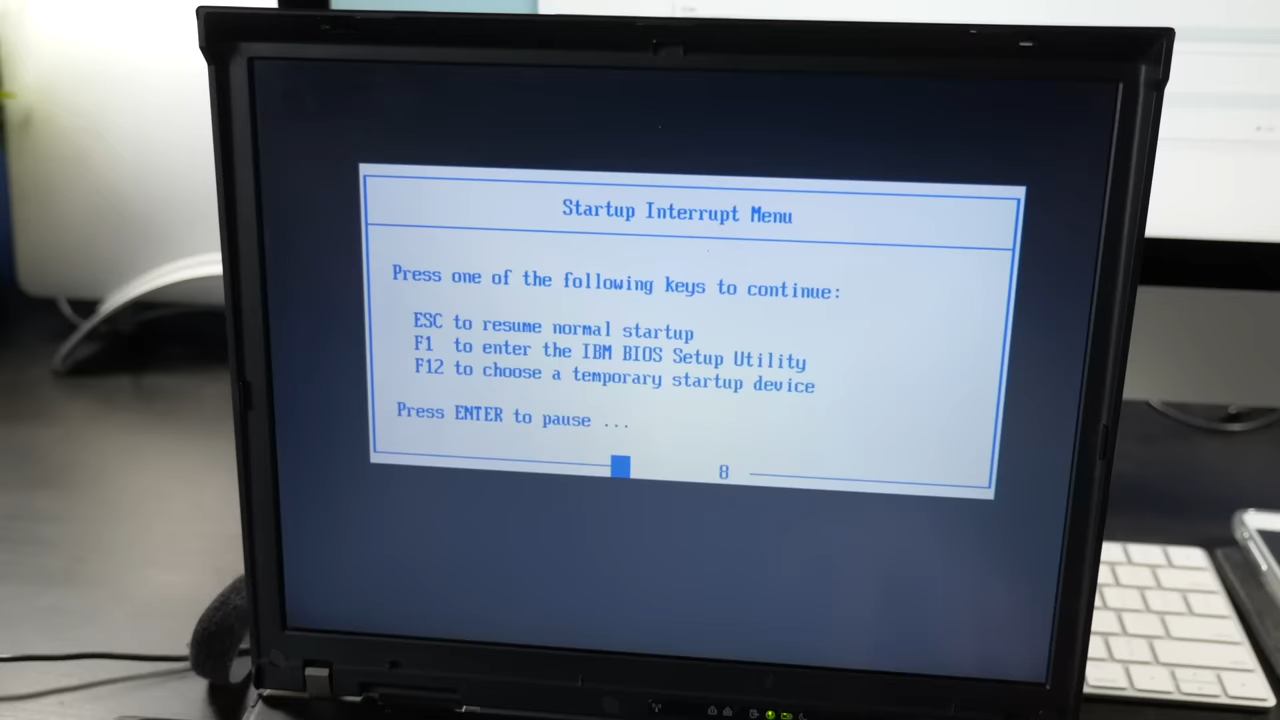 Startup Interrupt Menu
Press one of the following keys to continue:
ESC to resume normal startup
F1 to enter the IBM BIOS Setup Utility
F12 to choose a temporary startup device
Press ENTER to pause ...
8